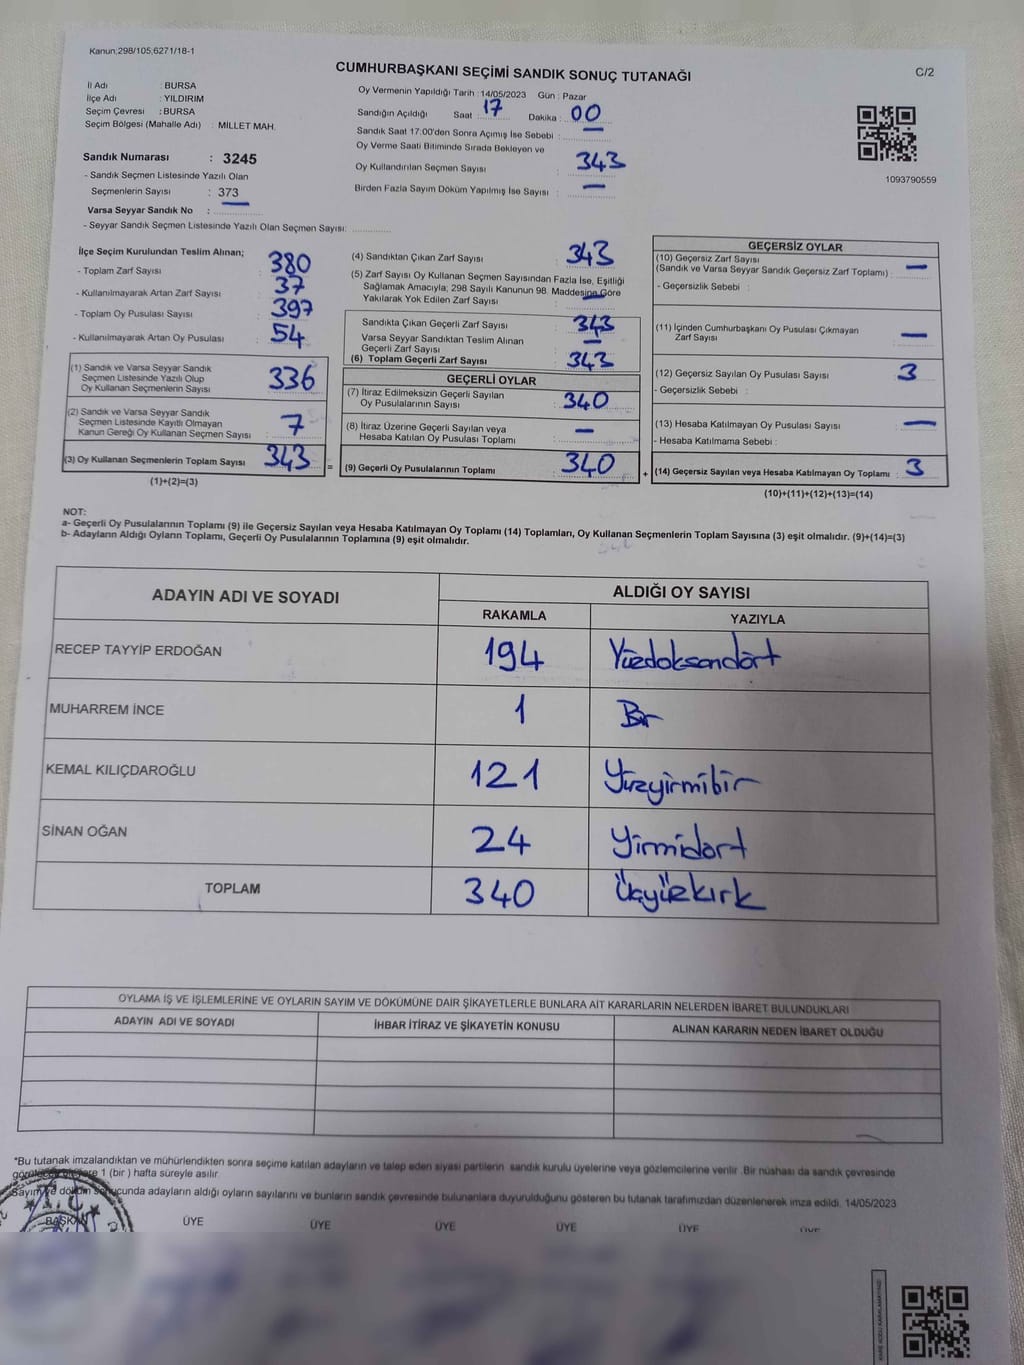 Kanun;298/105,6271/18-1
C/2
CUMHURBAŞKANI SEÇİMİ SANDIK SONUÇ TUTANAĞI
İl Adı : BURSA
İlçe Adı : YILDIRIM
Seçim Çevresi : BURSA
Seçim Bölgesi (Mahalle Adı) : MİLLET MAH.
Sandık Numarası : 3245
- Sandık Seçmen Listesinde Yazılı Olan
Seçmenlerin Sayısı : 373
Varsa Seyyar Sandık No : —
- Seyyar Sandık Seçmen Listesinde Yazılı Olan Seçmen Sayısı:
Oy Vermenin Yapıldığı Tarih : 14/05/2023 Gün : Pazar
Sandığın Açıldığı Saat : 17 Dakika : 00
Sandık Saat 17:00'den Sonra Açımış İse Sebebi : —
Oy Verme Saati Bitiminde Sırada Bekleyen ve
Oy Kullandırılan Seçmen Sayısı : 343
Birden Fazla Sayım Döküm Yapılmış İse Sayısı : —
1093790559
İlçe Seçim Kurulundan Teslim Alınan;
- Toplam Zarf Sayısı : 380
- Kullanılmayarak Artan Zarf Sayısı : 37
- Toplam Oy Pusulası Sayısı : 397
- Kullanılmayarak Artan Oy Pusulası : 54
(1) Sandık ve Varsa Seyyar Sandık
Seçmen Listesinde Yazılı Olup
Oy Kullanan Seçmenlerin Sayısı : 336
(2) Sandık ve Varsa Seyyar Sandık
Seçmen Listesinde Kayıtlı Olmayan
Kanun Gereği Oy Kullanan Seçmen Sayısı : 7
(3) Oy Kullanan Seçmenlerin Toplam Sayısı : 343
(1)+(2)=(3)
(4) Sandıktan Çıkan Zarf Sayısı : 343
(5) Zarf Sayısı Oy Kullanan Seçmen Sayısından Fazla İse, Eşitliği
Sağlamak Amacıyla; 298 Sayılı Kanunun 98. Maddesine Göre
Yakılarak Yok Edilen Zarf Sayısı : —
Sandıkta Çıkan Geçerli Zarf Sayısı : 343
Varsa Seyyar Sandıktan Teslim Alınan
Geçerli Zarf Sayısı : —
(6) Toplam Geçerli Zarf Sayısı : 343
GEÇERLİ OYLAR
(7) İtiraz Edilmeksizin Geçerli Sayılan
Oy Pusulalarının Sayısı : 340
(8) İtiraz Üzerine Geçerli Sayılan veya
Hesaba Katılan Oy Pusulası Toplamı : —
= (9) Geçerli Oy Pusulalarının Toplamı : 340 +
GEÇERSİZ OYLAR
(10) Geçersiz Zarf Sayısı
(Sandık ve Varsa Seyyar Sandık Geçersiz Zarf Toplamı) : —
- Geçersizlik Sebebi :
(11) İçinden Cumhurbaşkanı Oy Pusulası Çıkmayan
Zarf Sayısı : —
(12) Geçersiz Sayılan Oy Pusulası Sayısı : 3
- Geçersizlik Sebebi :
(13) Hesaba Katılmayan Oy Pusulası Sayısı : —
- Hesaba Katılmama Sebebi :
(14) Geçersiz Sayılan veya Hesaba Katılmayan Oy Toplamı : 3
(10)+(11)+(12)+(13)=(14)
NOT:
a- Geçerli Oy Pusulalarının Toplamı (9) ile Geçersiz Sayılan veya Hesaba Katılmayan Oy Toplamı (14) Toplamları, Oy Kullanan Seçmenlerin Toplam Sayısına (3) eşit olmalıdır. (9)+(14)=(3)
b- Adayların Aldığı Oyların Toplamı, Geçerli Oy Pusulalarının Toplamına (9) eşit olmalıdır.
ADAYIN ADI VE SOYADI ALDIĞI OY SAYISI
RAKAMLA YAZIYLA
RECEP TAYYİP ERDOĞAN 194 Yüzdoksandört
MUHARREM İNCE 1 Bir
KEMAL KILIÇDAROĞLU 121 Yüzyirmibir
SİNAN OĞAN 24 Yirmidört
TOPLAM 340 Üçyüzkırk
OYLAMA İŞ VE İŞLEMLERİNE VE OYLARIN SAYIM VE DÖKÜMÜNE DAİR ŞİKAYETLERLE BUNLARA AİT KARARLARIN NELERDEN İBARET BULUNDUKLARI
ADAYIN ADI VE SOYADI İHBAR İTİRAZ VE ŞİKAYETİN KONUSU ALINAN KARARIN NEDEN İBARET OLDUĞU
*Bu tutanak imzalandıktan ve mühürlendikten sonra seçime katılan adayların ve talep eden siyasi partilerin sandık kurulu üyelerine veya gözlemcilerine verilir. Bir nüshası da sandık çevresinde
1 (bir) hafta süreyle asılır.
Sayım ve döküm sonucunda adayların aldığı oyların sayılarını ve bunların sandık çevresinde bulunanlara duyurulduğunu gösteren bu tutanak tarafımızdan düzenlenerek imza edildi. 14/05/2023
T.C.
BAŞKAN ÜYE ÜYE ÜYE ÜYE ÜYE ÜYE